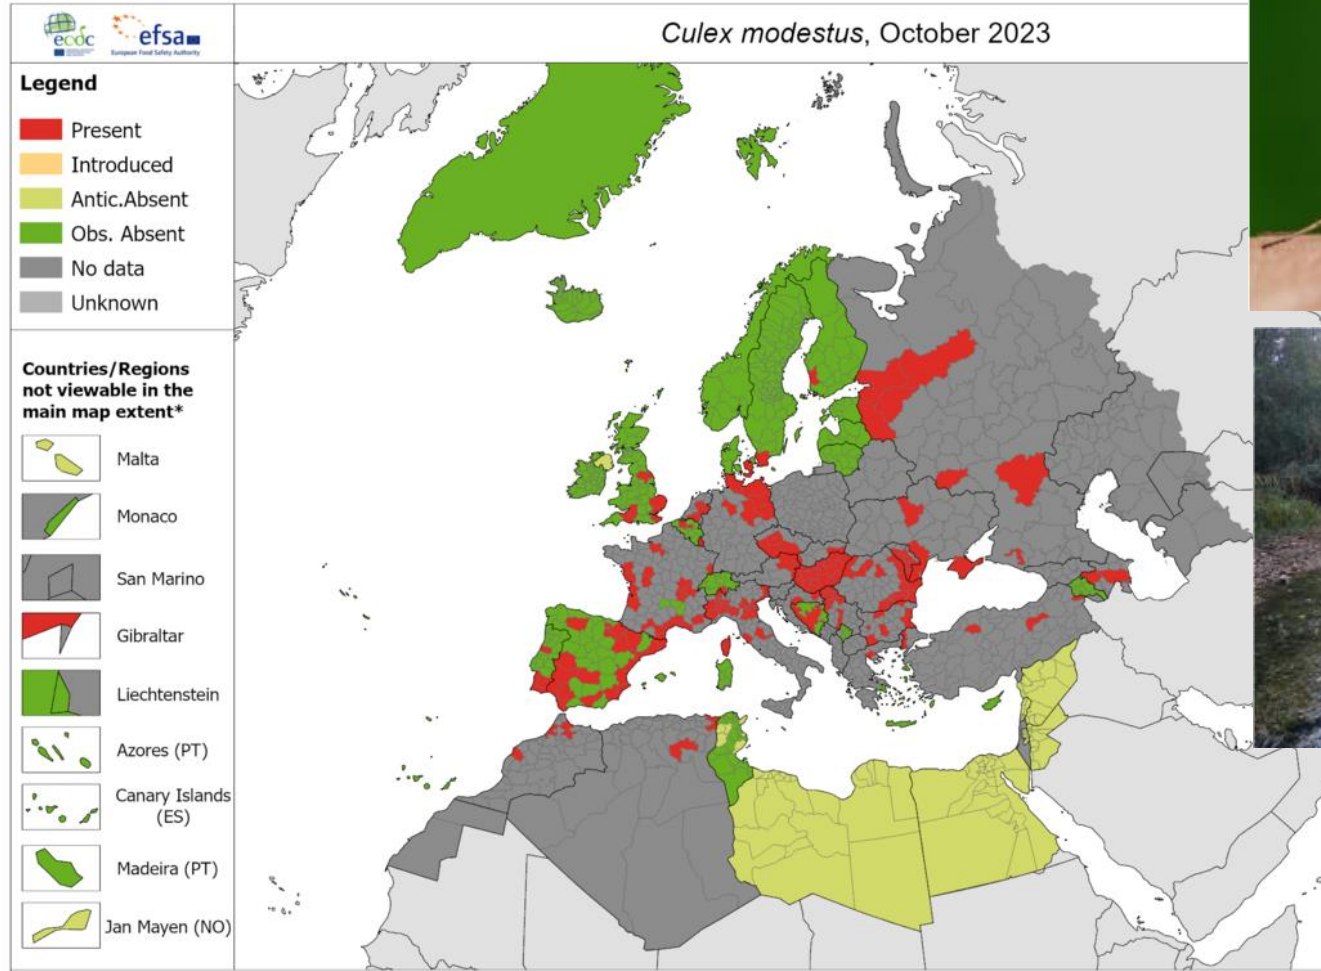 ecdc
efsa
European Food Safety Authority
Culex modestus, October 2023
Legend
Present
Introduced
Antic.Absent
Obs. Absent
No data
Unknown
Countries/Regions
not viewable in the
main map extent*
Malta
Monaco
San Marino
Gibraltar
Liechtenstein
Azores (PT)
Canary Islands
(ES)
Madeira (PT)
Jan Mayen (NO)